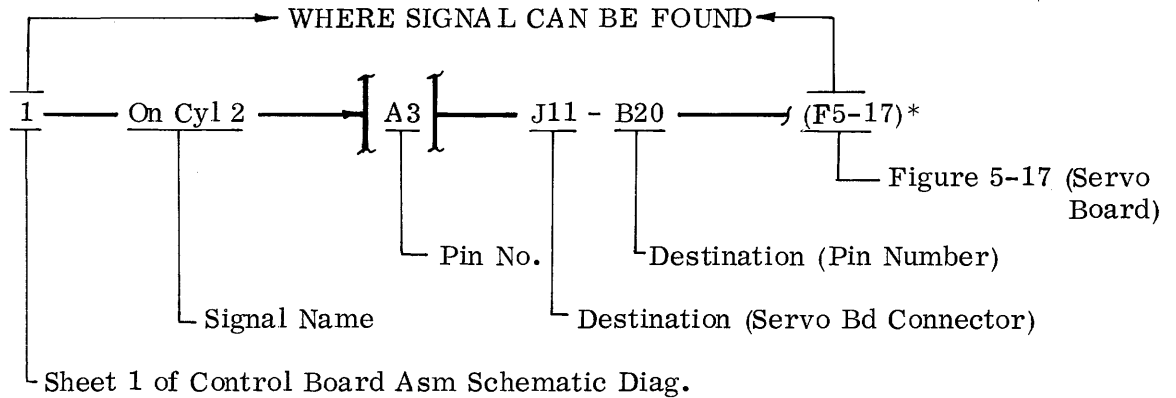 WHERE SIGNAL CAN BE FOUND
1 On Cyl 2 A3 J11 - B20 (F5-17)*
Figure 5-17 (Servo
Board)
Pin No. Destination (Pin Number)
Signal Name Destination (Servo Bd Connector)
Sheet 1 of Control Board Asm Schematic Diag.